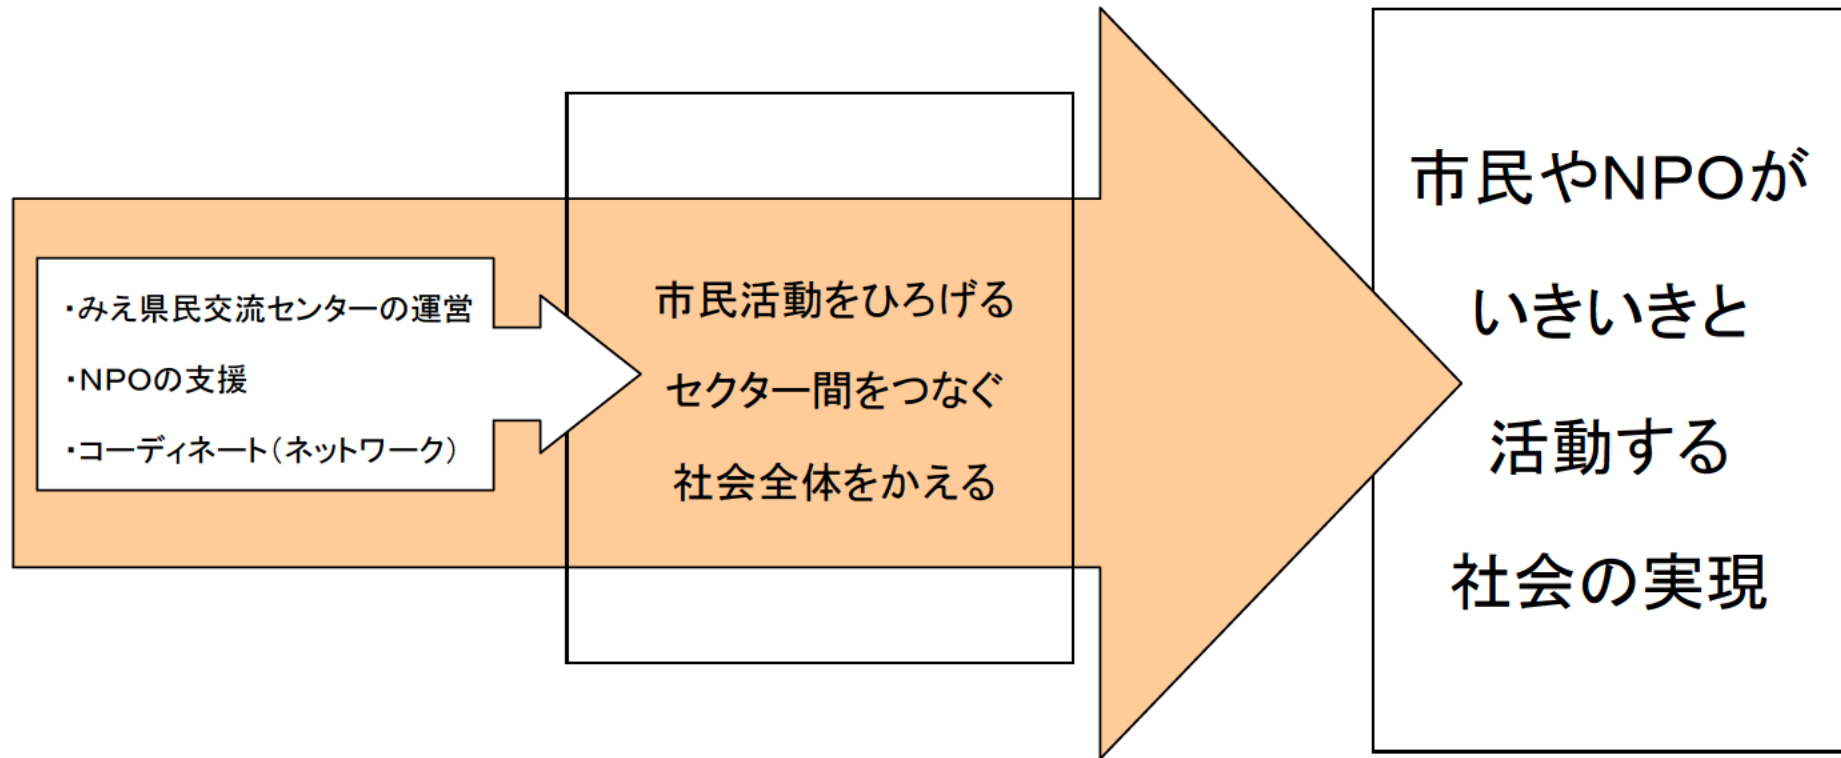 ・みえ県民交流センターの運営
・NPOの支援
・コーディネート（ネットワーク）
市民活動をひろげる
セクター間をつなぐ
社会全体をかえる
市民やNPOが
いきいきと
活動する
社会の実現